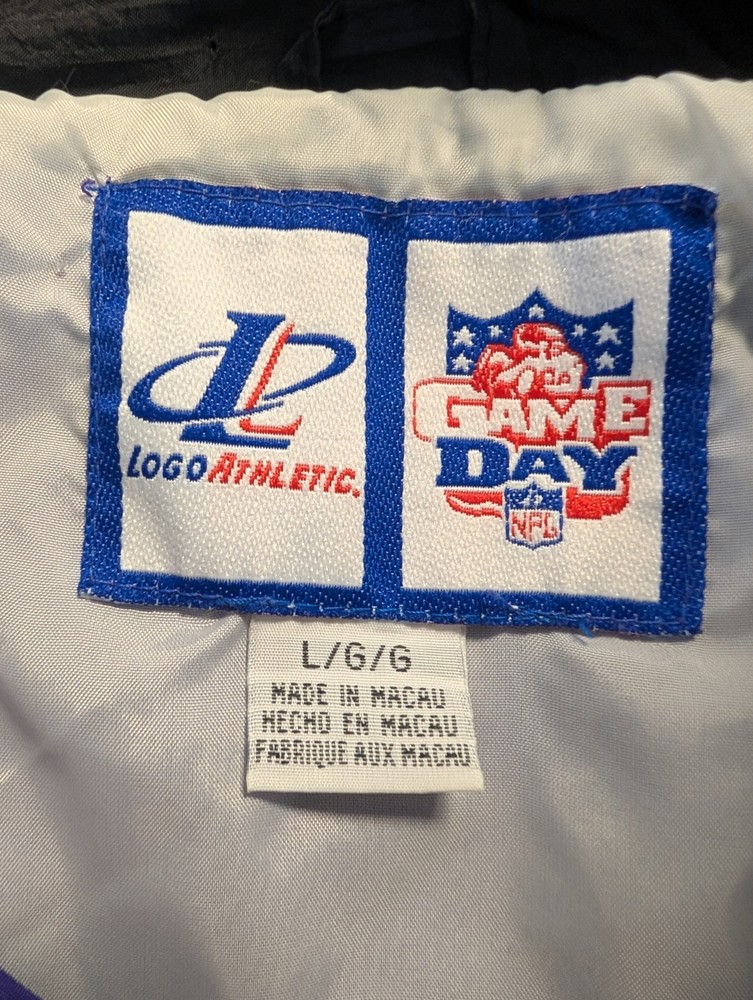 LOGO ATHLETIC.
GAME
DAY
NFL
L/G/G
MADE IN MACAU
HECHO EN MACAU
FABRIQUE AUX MACAU